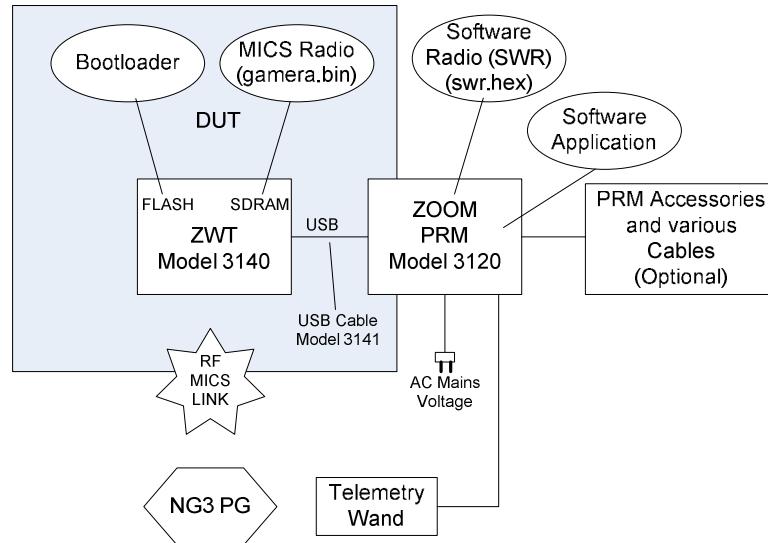 Bootloader
MICS Radio
(gamera.bin)
DUT
Software
Radio (SWR)
(swr.hex)
Software
Application
FLASH
SDRAM
ZWT
Model 3140
USB
ZOOM
PRM
Model 3120
PRM Accessories
and various
Cables
(Optional)
USB Cable
Model 3141
RF
MICS
LINK
AC Mains
Voltage
NG3 PG
Telemetry
Wand